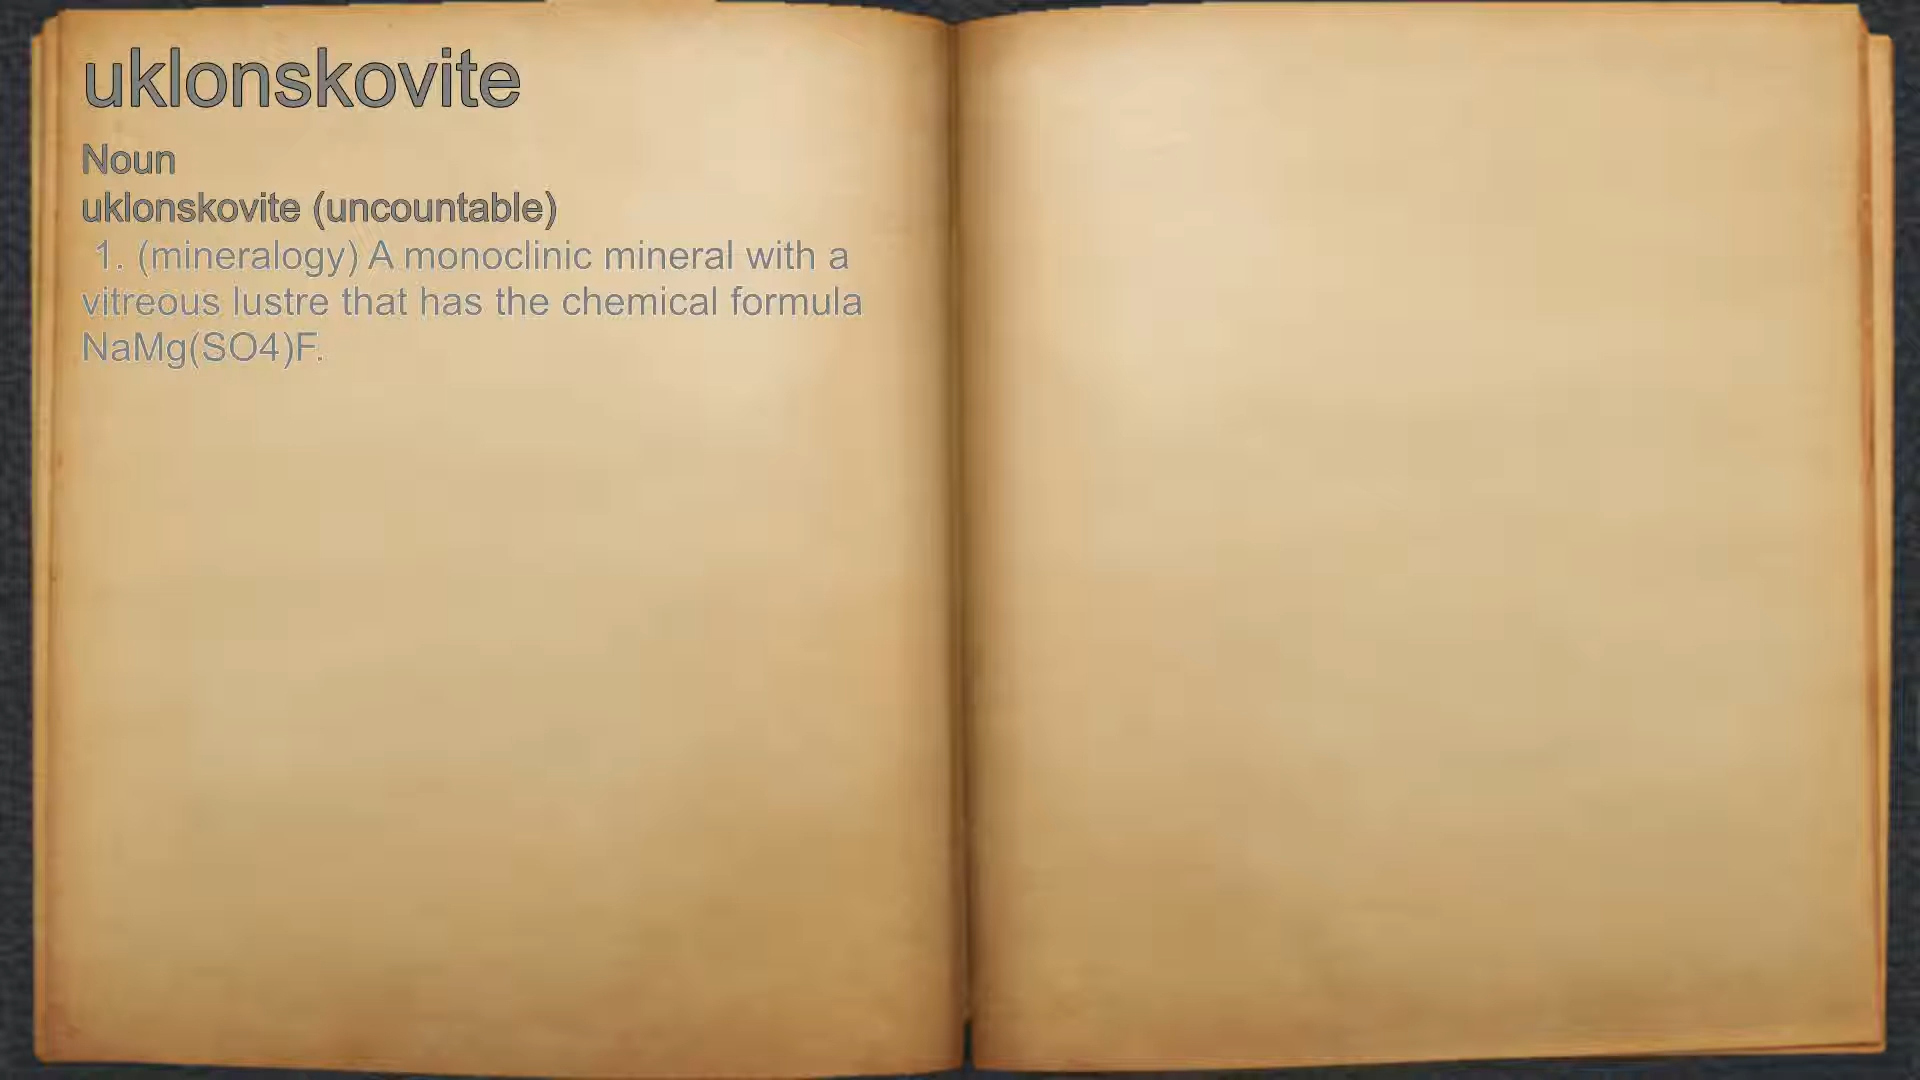 uklonskovite
Noun
uklonskovite (uncountable)
1. (mineralogy) A monoclinic mineral with a
vitreous lustre that has the chemical formula
NaMg(SO4)F.